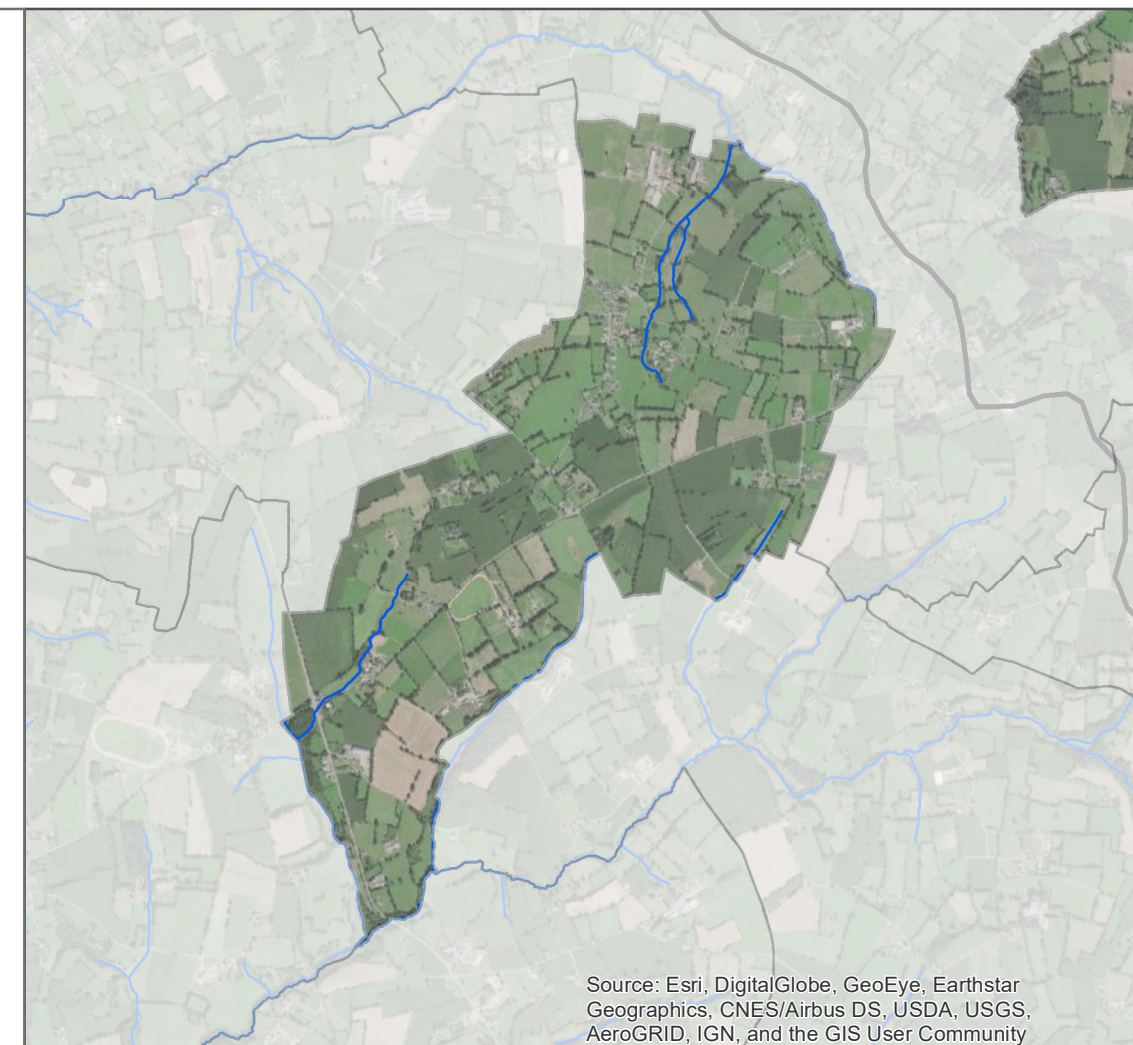 Source: Esri, DigitalGlobe, GeoEye, Earthstar
Geographics, CNES/Airbus DS, USDA, USGS,
AeroGRID, IGN, and the GIS User Community